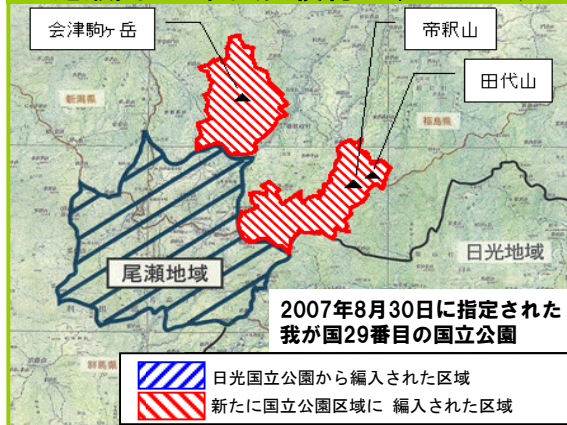 会津駒ヶ岳
帝釈山
田代山
新潟県
福島県
尾瀬地域
日光地域
群馬県
2007年8月30日に指定された
我が国29番目の国立公園
日光国立公園から編入された区域
新たに国立公園区域に 編入された区域